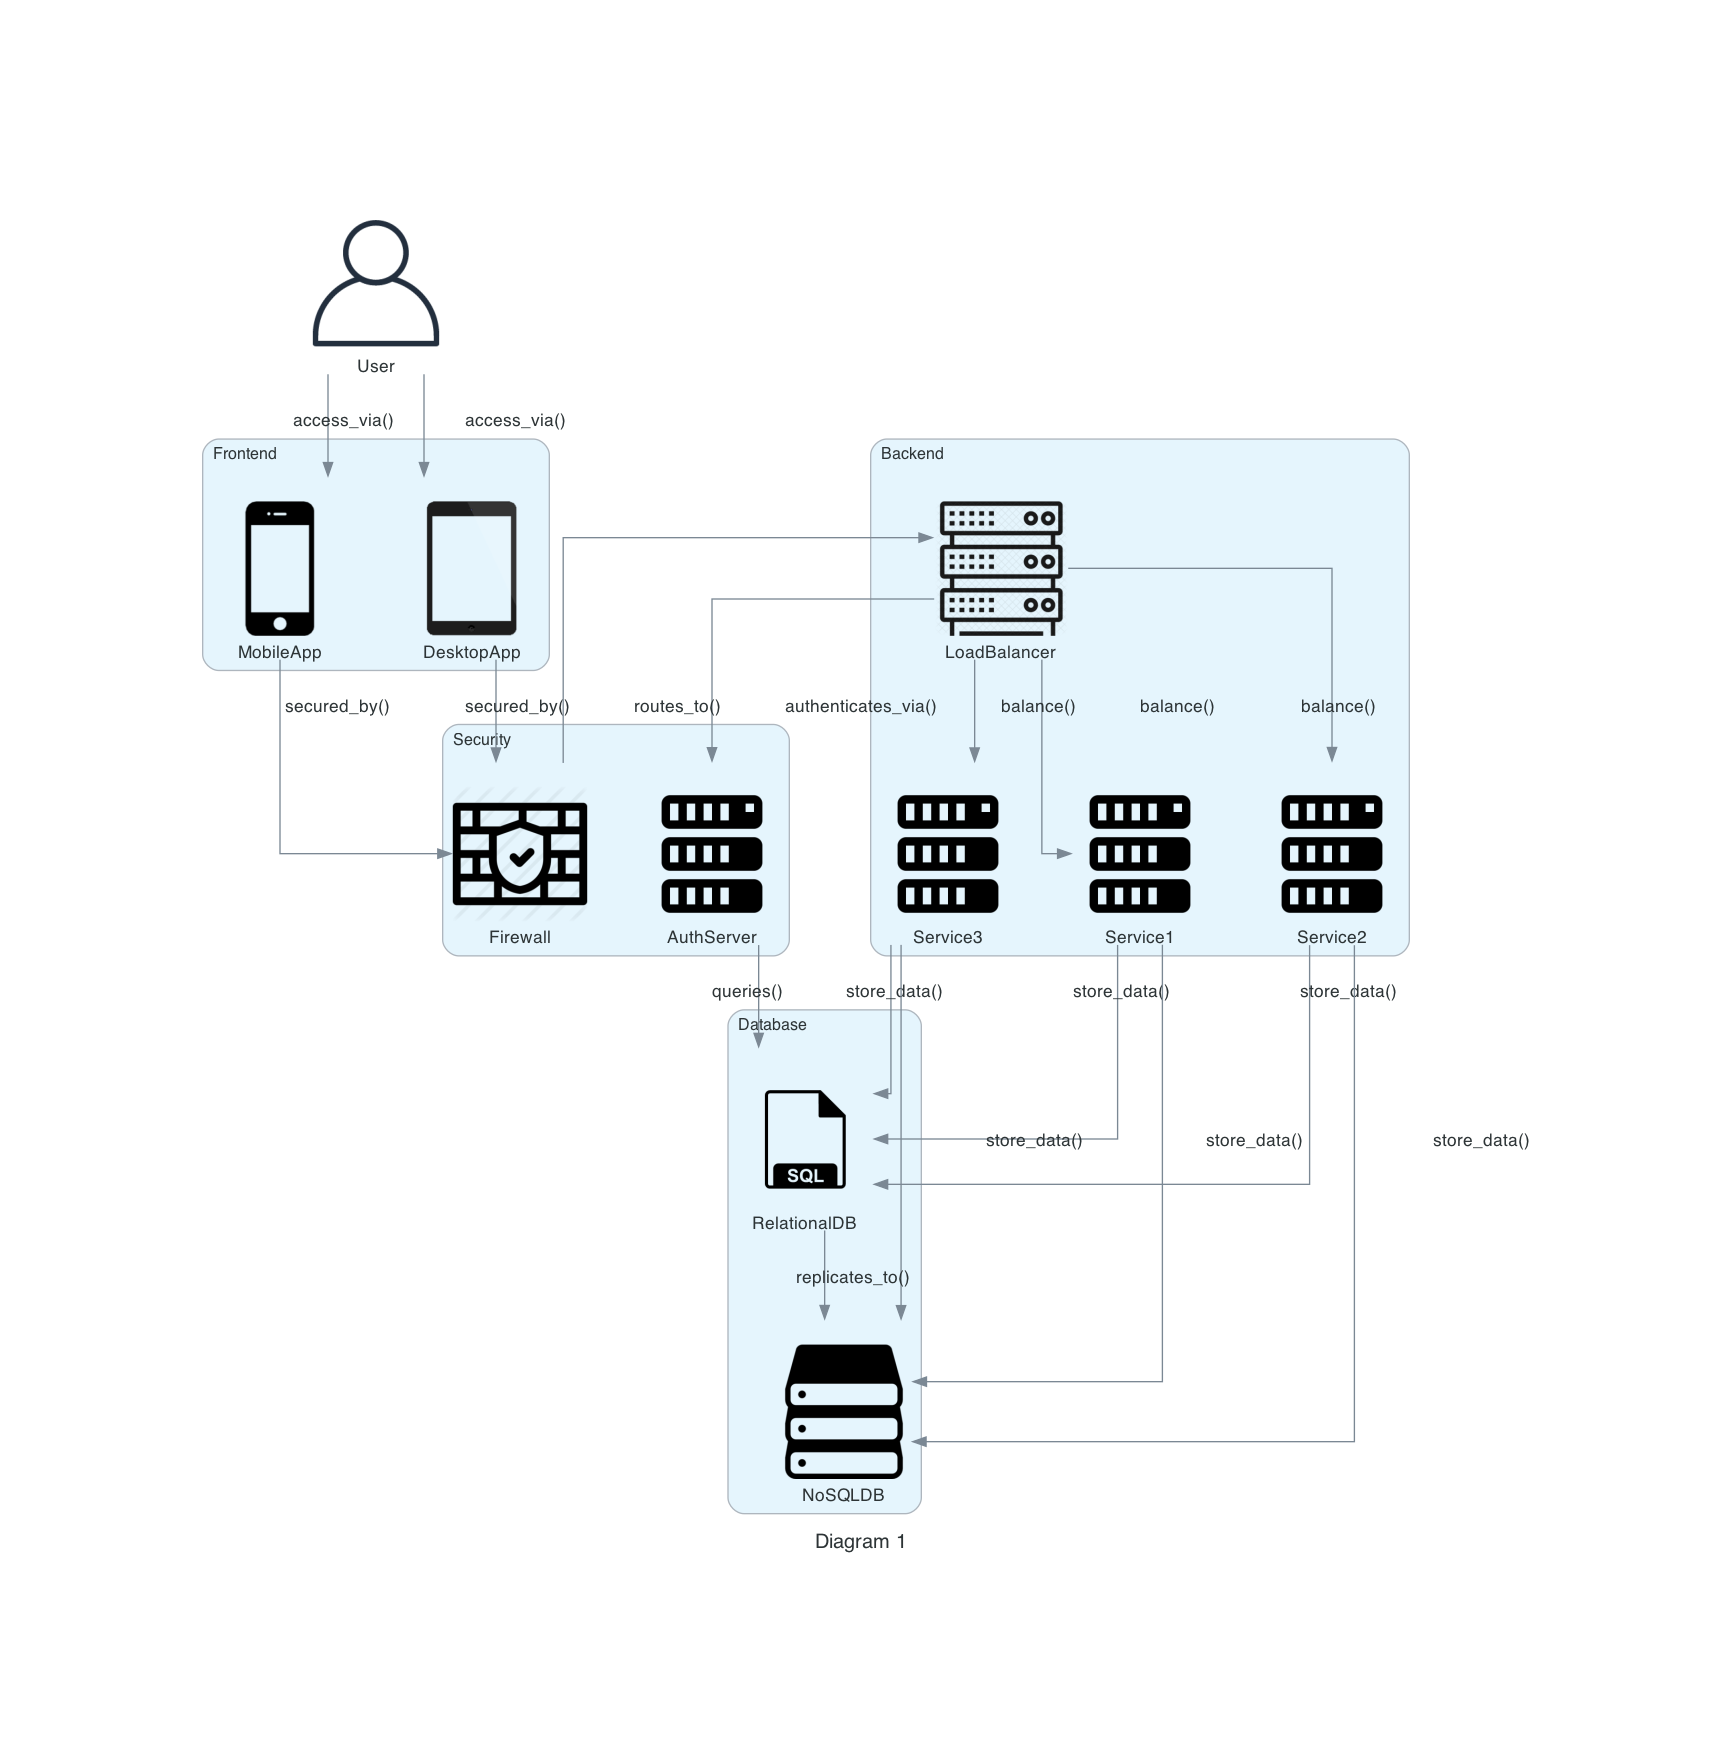 User
access_via()
access_via()
Frontend
Backend
MobileApp
DesktopApp
LoadBalancer
secured_by()
secured_by()
routes_to()
authenticates_via()
balance()
balance()
balance()
Security
Firewall
AuthServer
Service3
Service1
Service2
queries()
store_data()
store_data()
store_data()
Database
store_data()
store_data()
store_data()
SQL
RelationalDB
replicates_to()
NoSQLDB
Diagram 1